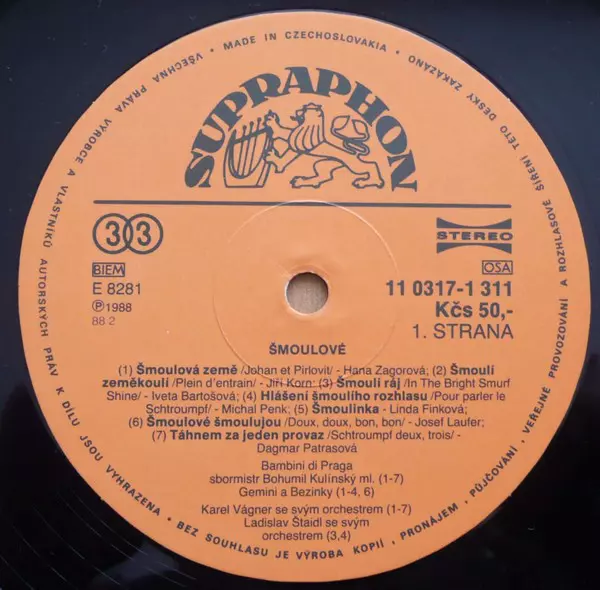 VŠECHNA PRÁVA VÝROBCE A VLASTNÍKŮ AUTORSKÝCH PRÁV K DÍLU JSOU VYHRAZENA • BEZ SOUHLASU JE VÝROBA KOPIÍ, PRONÁJEM, PŮJČOVÁNÍ, VEŘEJNÉ PROVOZOVÁNÍ A ROZHLASOVÉ ŠÍŘENÍ TÉTO DESKY ZAKÁZÁNO • MADE IN CZECHOSLOVAKIA •
SUPRAPHON
33
STEREO
BIEM
OSA
E 8281
11 0317-1 311
Ⓟ1988
Kčs 50,-
88 2
1. STRANA
ŠMOULOVÉ
(1) Šmoulová země /Johan et Pirlovit/ - Hana Zagorová; (2) Šmoulí
zeměkoulí /Plein d'entrain/ - Jiří Korn; (3) Šmoulí ráj /In The Bright Smurf
Shine/ - Iveta Bartošová; (4) Hlášení šmoulího rozhlasu /Pour parler le
Schtroumpf/ - Michal Penk; (5) Šmoulinka - Linda Finková;
(6) Šmoulové šmoulujou /Doux, doux, bon, bon/ - Josef Laufer;
(7) Táhnem za jeden provaz /Schtroumpf deux, trois/ -
Dagmar Patrasová
Bambini di Praga
sbormistr Bohumil Kulínský ml. (1-7)
Gemini a Bezinky (1-4, 6)
Karel Vágner se svým orchestrem (1-7)
Ladislav Štaidl se svým
orchestrem (3,4)